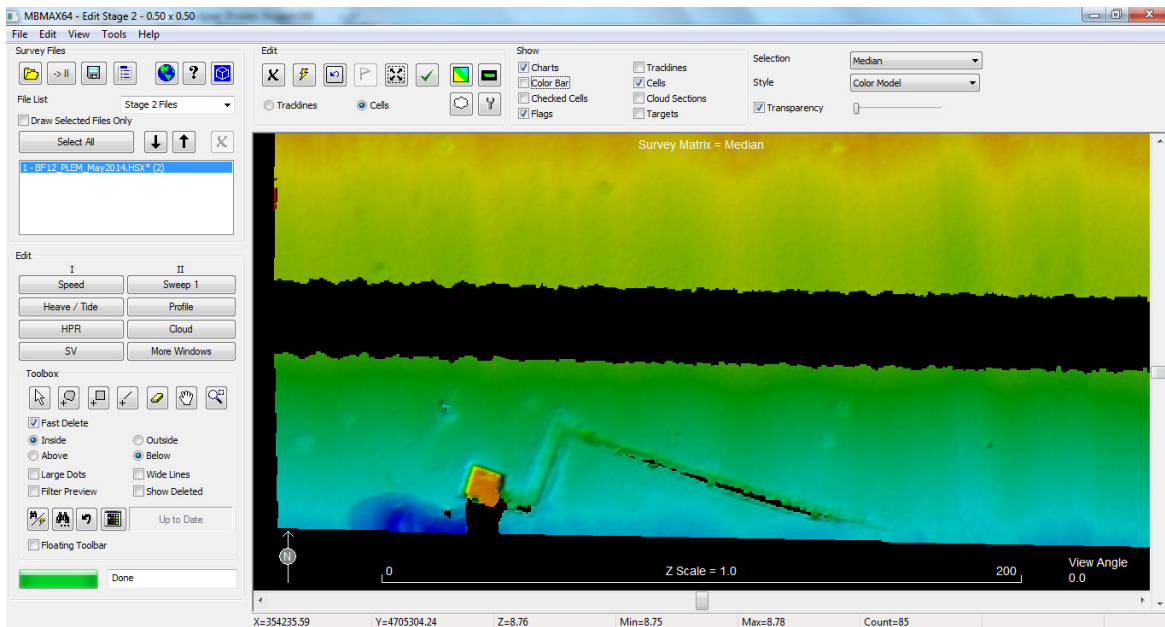 MBMAX64 - Edit Stage 2 - 0.50 x 0.50
File Edit View Tools Help
Survey Files
->II
?
File List
Stage 2 Files
Draw Selected Files Only
Select All
X
1 - BF12_PLEM_May2014.HSX* (2)
Edit
X
Tracklines
Cells
Show
Charts
Color Bar
Checked Cells
Flags
Tracklines
Cells
Cloud Sections
Targets
Selection
Median
Style
Color Model
Transparency
Edit
I II
Speed Sweep 1
Heave / Tide Profile
HPR Cloud
SV More Windows
Toolbox
Fast Delete
Inside Outside
Above Below
Large Dots Wide Lines
Filter Preview Show Deleted
Up to Date
Floating Toolbar
Done
Survey Matrix = Median
N
0 Z Scale = 1.0 200
View Angle
0.0
X=354235.59 Y=4705304.24 Z=8.76 Min=8.75 Max=8.78 Count=85